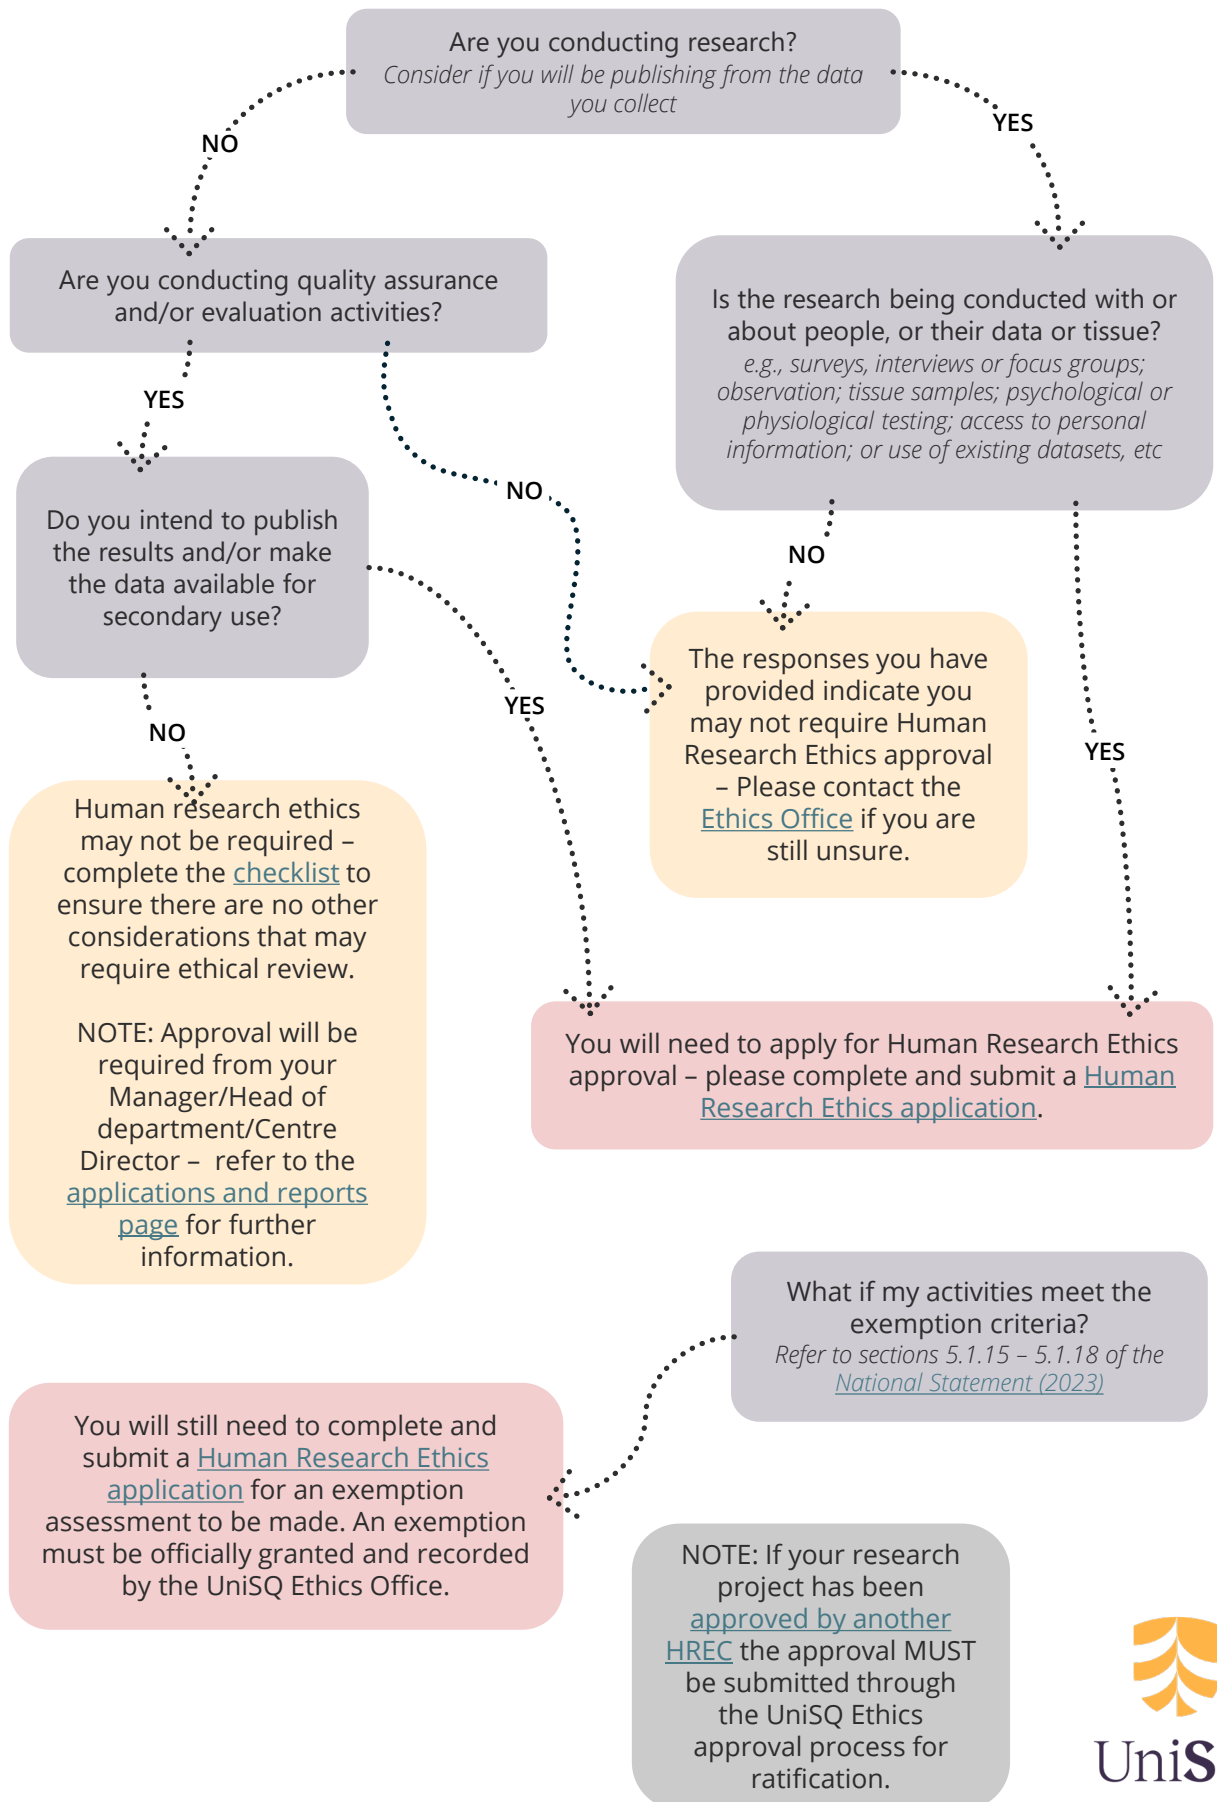 Are you conducting research?
Consider if you will be publishing from the data
you collect
NO
YES
Are you conducting quality assurance
and/or evaluation activities?
Is the research being conducted with or
about people, or their data or tissue?
e.g., surveys, interviews or focus groups;
observation; tissue samples; psychological or
physiological testing; access to personal
information; or use of existing datasets, etc
YES
NO
Do you intend to publish
the results and/or make
the data available for
secondary use?
NO
The responses you have
provided indicate you
may not require Human
Research Ethics approval
– Please contact the
Ethics Office if you are
still unsure.
YES
NO
YES
Human research ethics
may not be required –
complete the checklist to
ensure there are no other
considerations that may
require ethical review.
NOTE: Approval will be
required from your
Manager/Head of
department/Centre
Director – refer to the
applications and reports
page for further
information.
You will need to apply for Human Research Ethics
approval – please complete and submit a Human
Research Ethics application.
What if my activities meet the
exemption criteria?
Refer to sections 5.1.15 – 5.1.18 of the
National Statement (2023)
You will still need to complete and
submit a Human Research Ethics
application for an exemption
assessment to be made. An exemption
must be officially granted and recorded
by the UniSQ Ethics Office.
NOTE: If your research
project has been
approved by another
HREC the approval MUST
be submitted through
the UniSQ Ethics
approval process for
ratification.
UniS